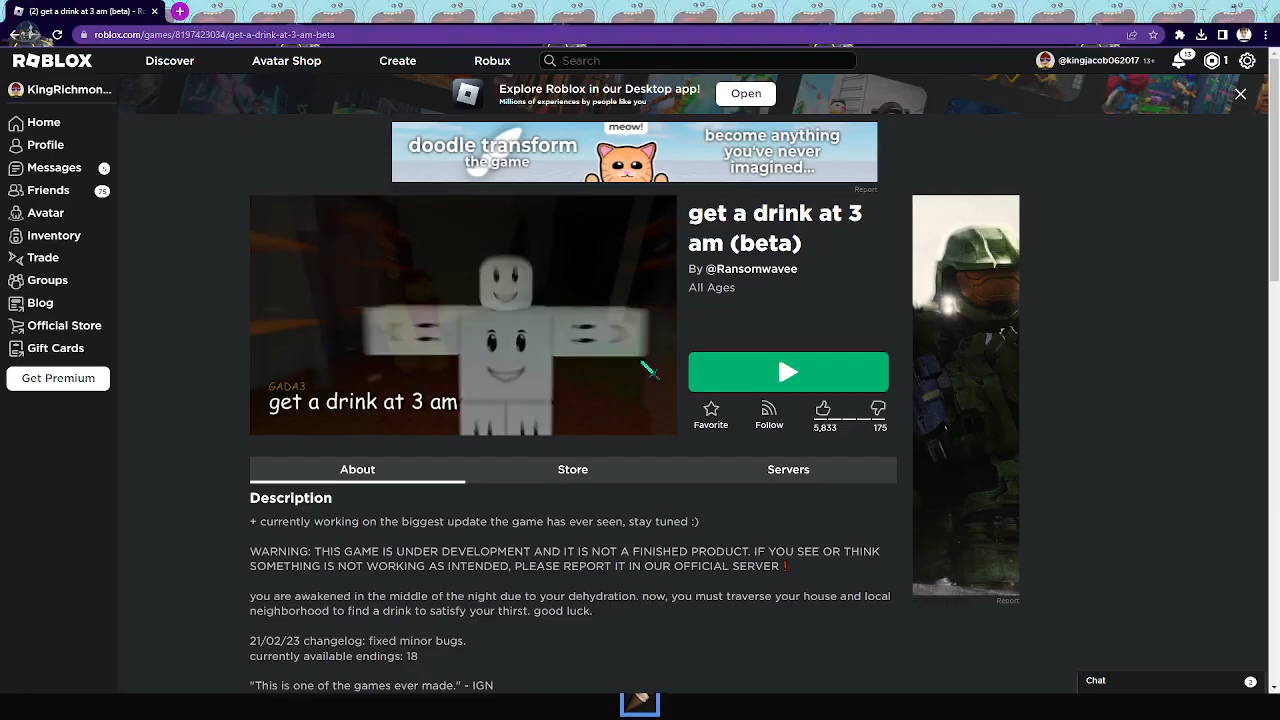 (2) get a drink at 3 am (beta) - Ro
roblox.com/games/8197423034/get-a-drink-at-3-am-beta
ROBLOX
Discover
Avatar Shop
Create
Robux
Search
@kingjacob062017 13+
13
1
KingRichmon...
Explore Roblox in our Desktop app!
Millions of experiences by people like you
Open
Home
Profile
Messages 5
Friends 75
Avatar
Inventory
Trade
Groups
Blog
Official Store
Gift Cards
Get Premium
doodle transform
the game
meow!
become anything
you've never
imagined...
Report
GADA3
get a drink at 3 am
get a drink at 3
am (beta)
By @Ransomwavee
All Ages
Favorite
Follow
5,833
175
About
Store
Servers
Description
+ currently working on the biggest update the game has ever seen, stay tuned :)
WARNING: THIS GAME IS UNDER DEVELOPMENT AND IT IS NOT A FINISHED PRODUCT. IF YOU SEE OR THINK
SOMETHING IS NOT WORKING AS INTENDED, PLEASE REPORT IT IN OUR OFFICIAL SERVER❗
you are awakened in the middle of the night due to your dehydration. now, you must traverse your house and local
neighborhood to find a drink to satisfy your thirst. good luck.
21/02/23 changelog: fixed minor bugs.
currently available endings: 18
"This is one of the games ever made." - IGN
Report
Chat
2